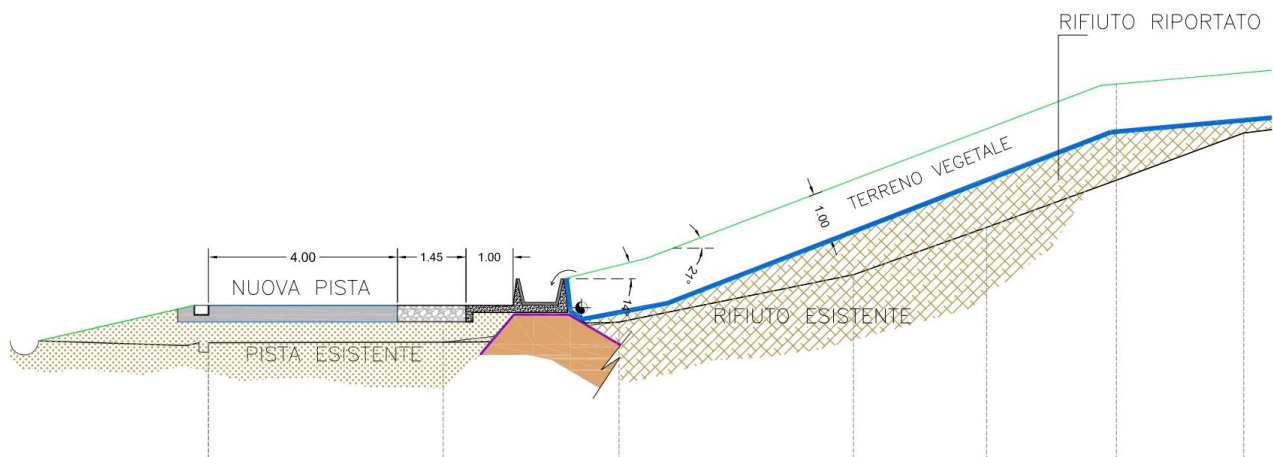 RIFIUTO RIPORTATO
TERRENO VEGETALE
1.00
4.00
1.45
1.00
21°
14°
NUOVA PISTA
RIFIUTO ESISTENTE
PISTA ESISTENTE